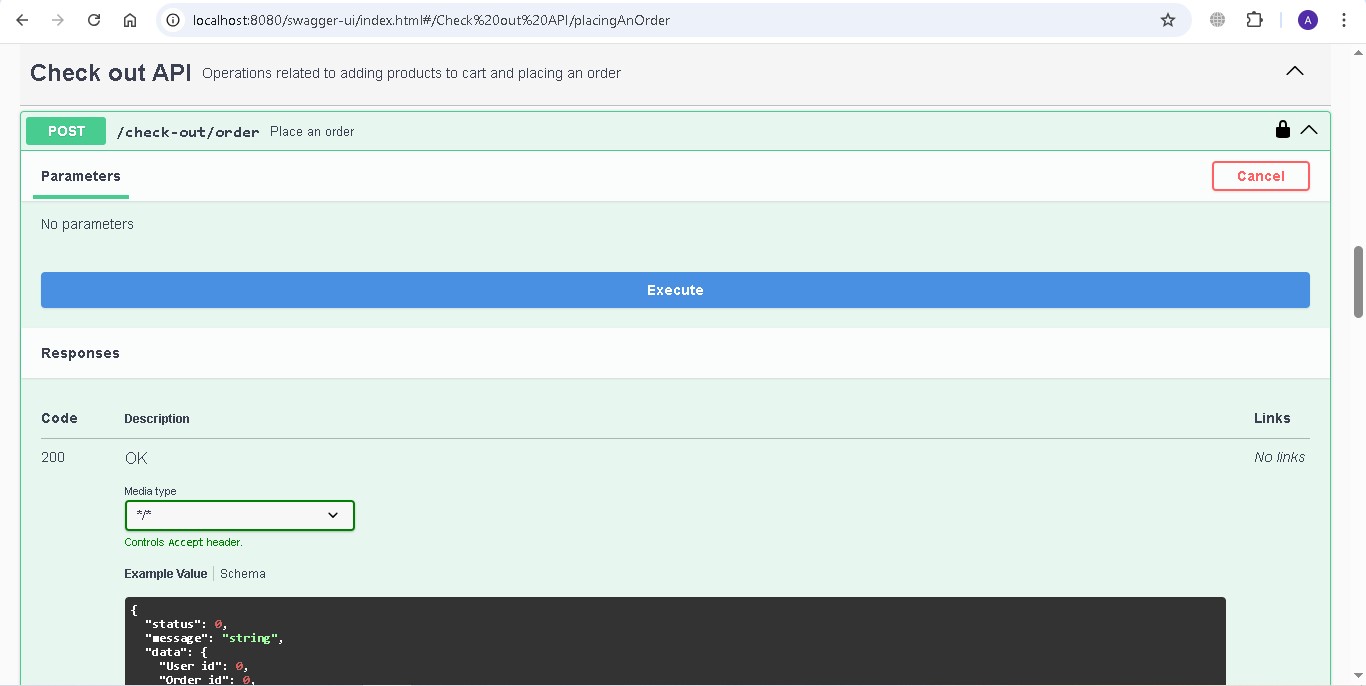 localhost:8080/swagger-ui/index.html#/Check%20out%20API/placingAnOrder
A
Check out API Operations related to adding products to cart and placing an order
POST /check-out/order Place an order
Parameters
Cancel
No parameters
Execute
Responses
Code Description Links
200 OK No links
Media type
*/*
Controls Accept header.
Example Value Schema
{
"status": 0,
"message": "string",
"data": {
"User id": 0,
"Order id": 0,